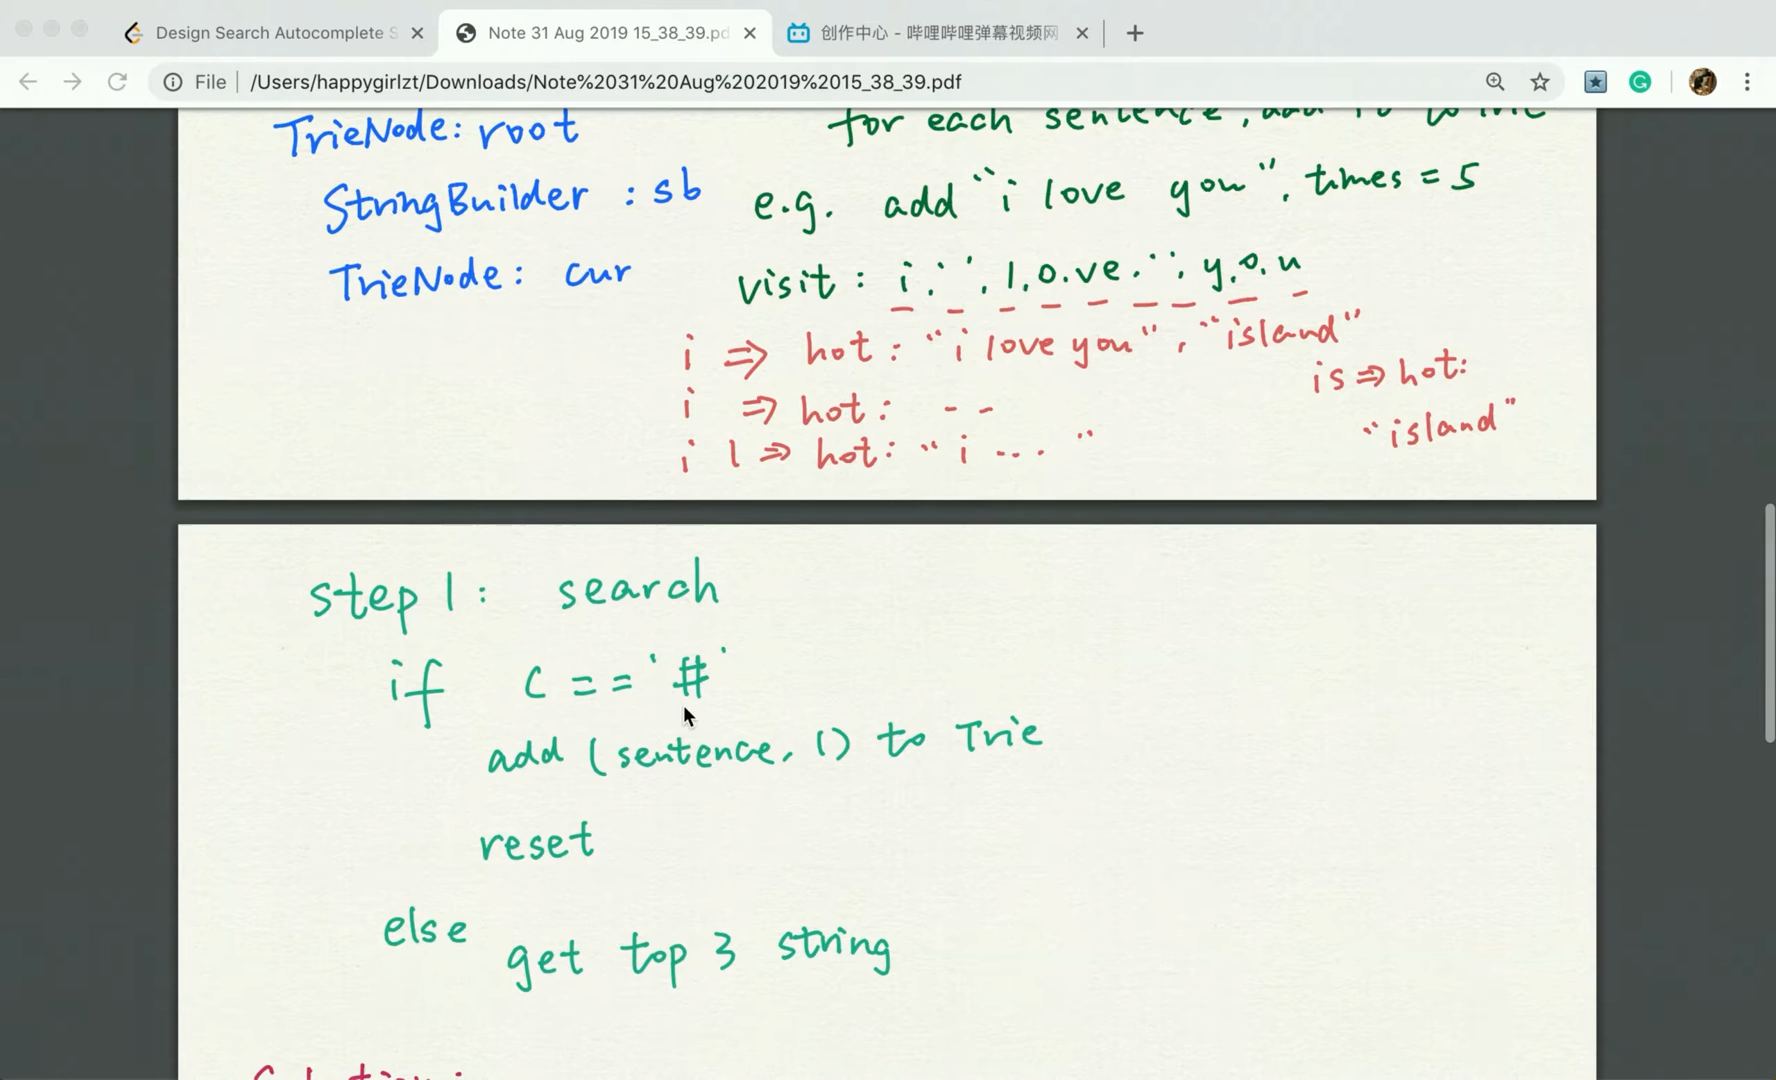 Design Search Autocomplete S
Note 31 Aug 2019 15_38_39.pd
创作中心 - 哔哩哔哩弹幕视频网
File
/Users/happygirlzt/Downloads/Note%2031%20Aug%202019%2015_38_39.pdf
TrieNode: root
for each sentence, add it to trie
StringBuilder : sb
e.g. add "i love you", times = 5
TrieNode: cur
visit : i.' '.l.o.ve.' '. y.o.u
i => hot : "i love you", "island"
is => hot:
"island"
i => hot : - -
i l => hot : "i ... "
step 1 : search
if c == '#'
add (sentence, 1) to Trie
reset
else
get top 3 string